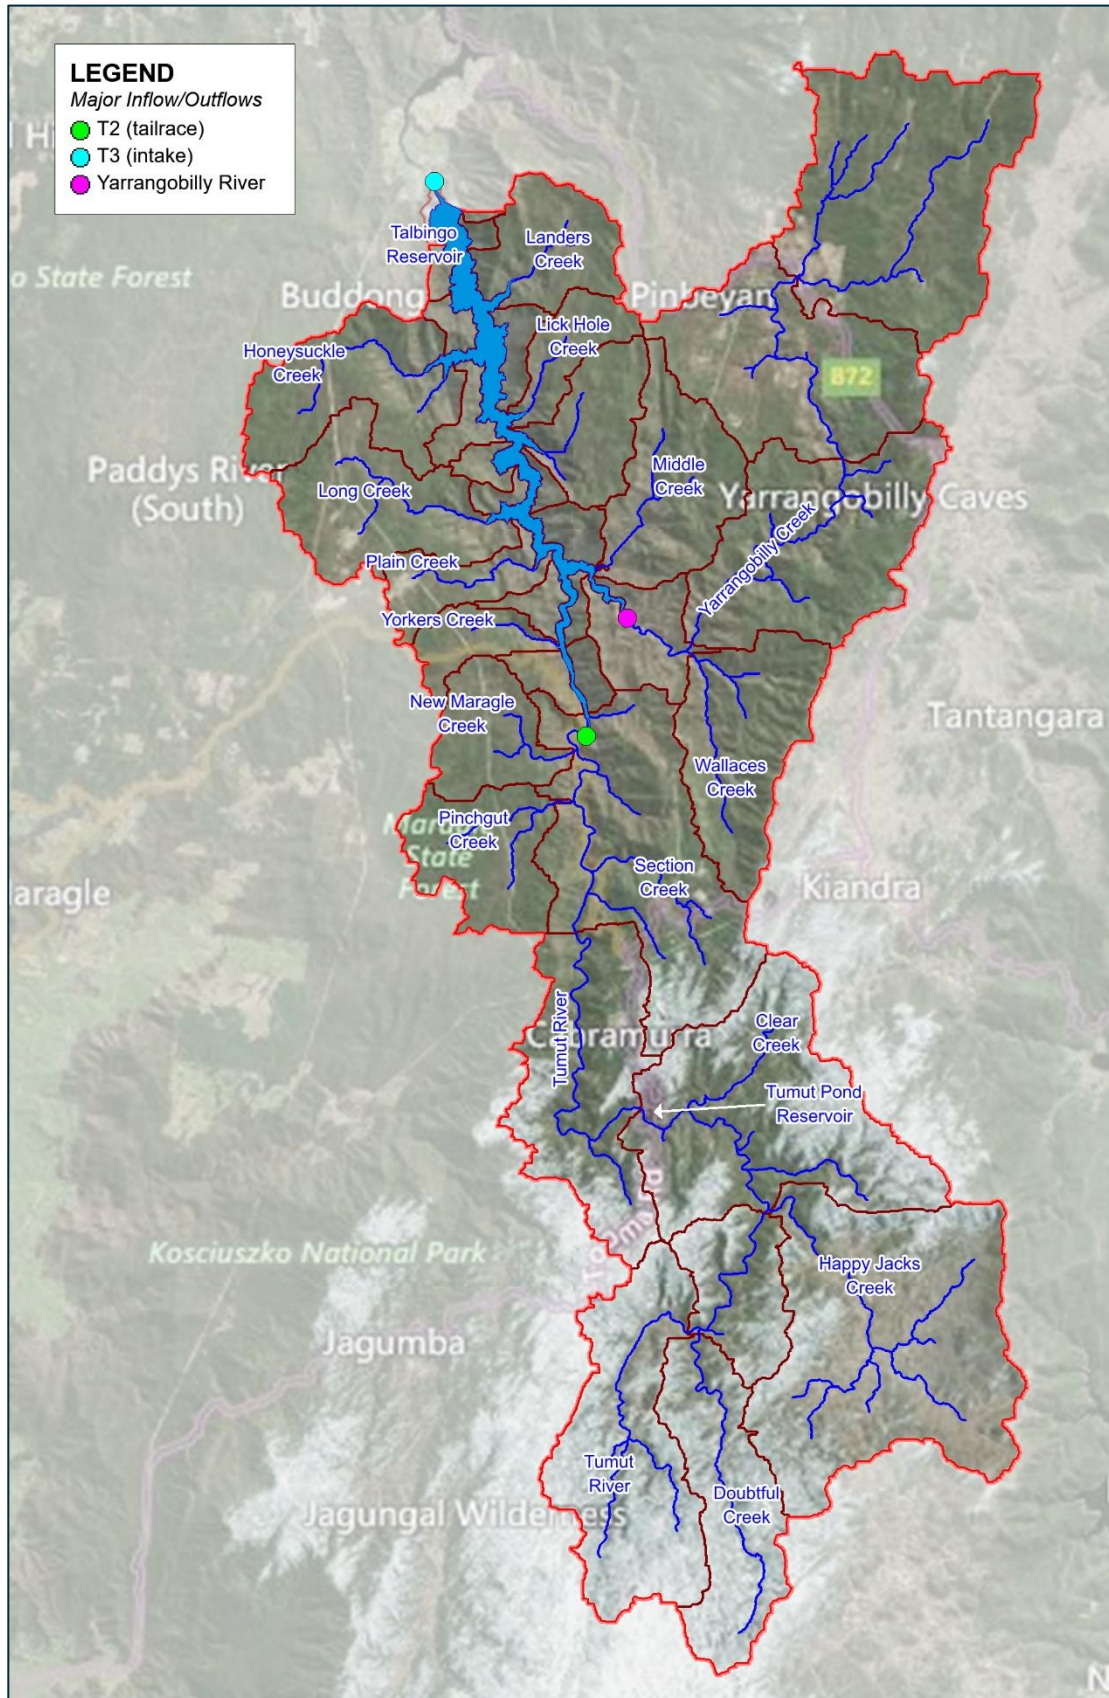 LEGEND
Major Inflow/Outflows
T2 (tailrace)
T3 (intake)
Yarrangobilly River
o State Forest
Talbingo
Reservoir
Landers
Creek
Buddong
Pinbeyan
Lick Hole
Creek
Honeysuckle
Creek
B72
Paddys River
(South)
Long Creek
Middle
Creek
Yarrangobilly Caves
Yarrangobilly Creek
Plain Creek
Yorkers Creek
New Maragle
Creek
Tantangara
Wallaces
Creek
Pinchgut
Creek
State
Section
Creek
Kiandra
aragle
Tumut River
Cabramurra
Clear
Creek
Tumut Pond
Reservoir
Kosciuszko National Park
Happy Jacks
Creek
Jagumba
Tumut
River
Doubtful
Creek
Jagungal Wilderness